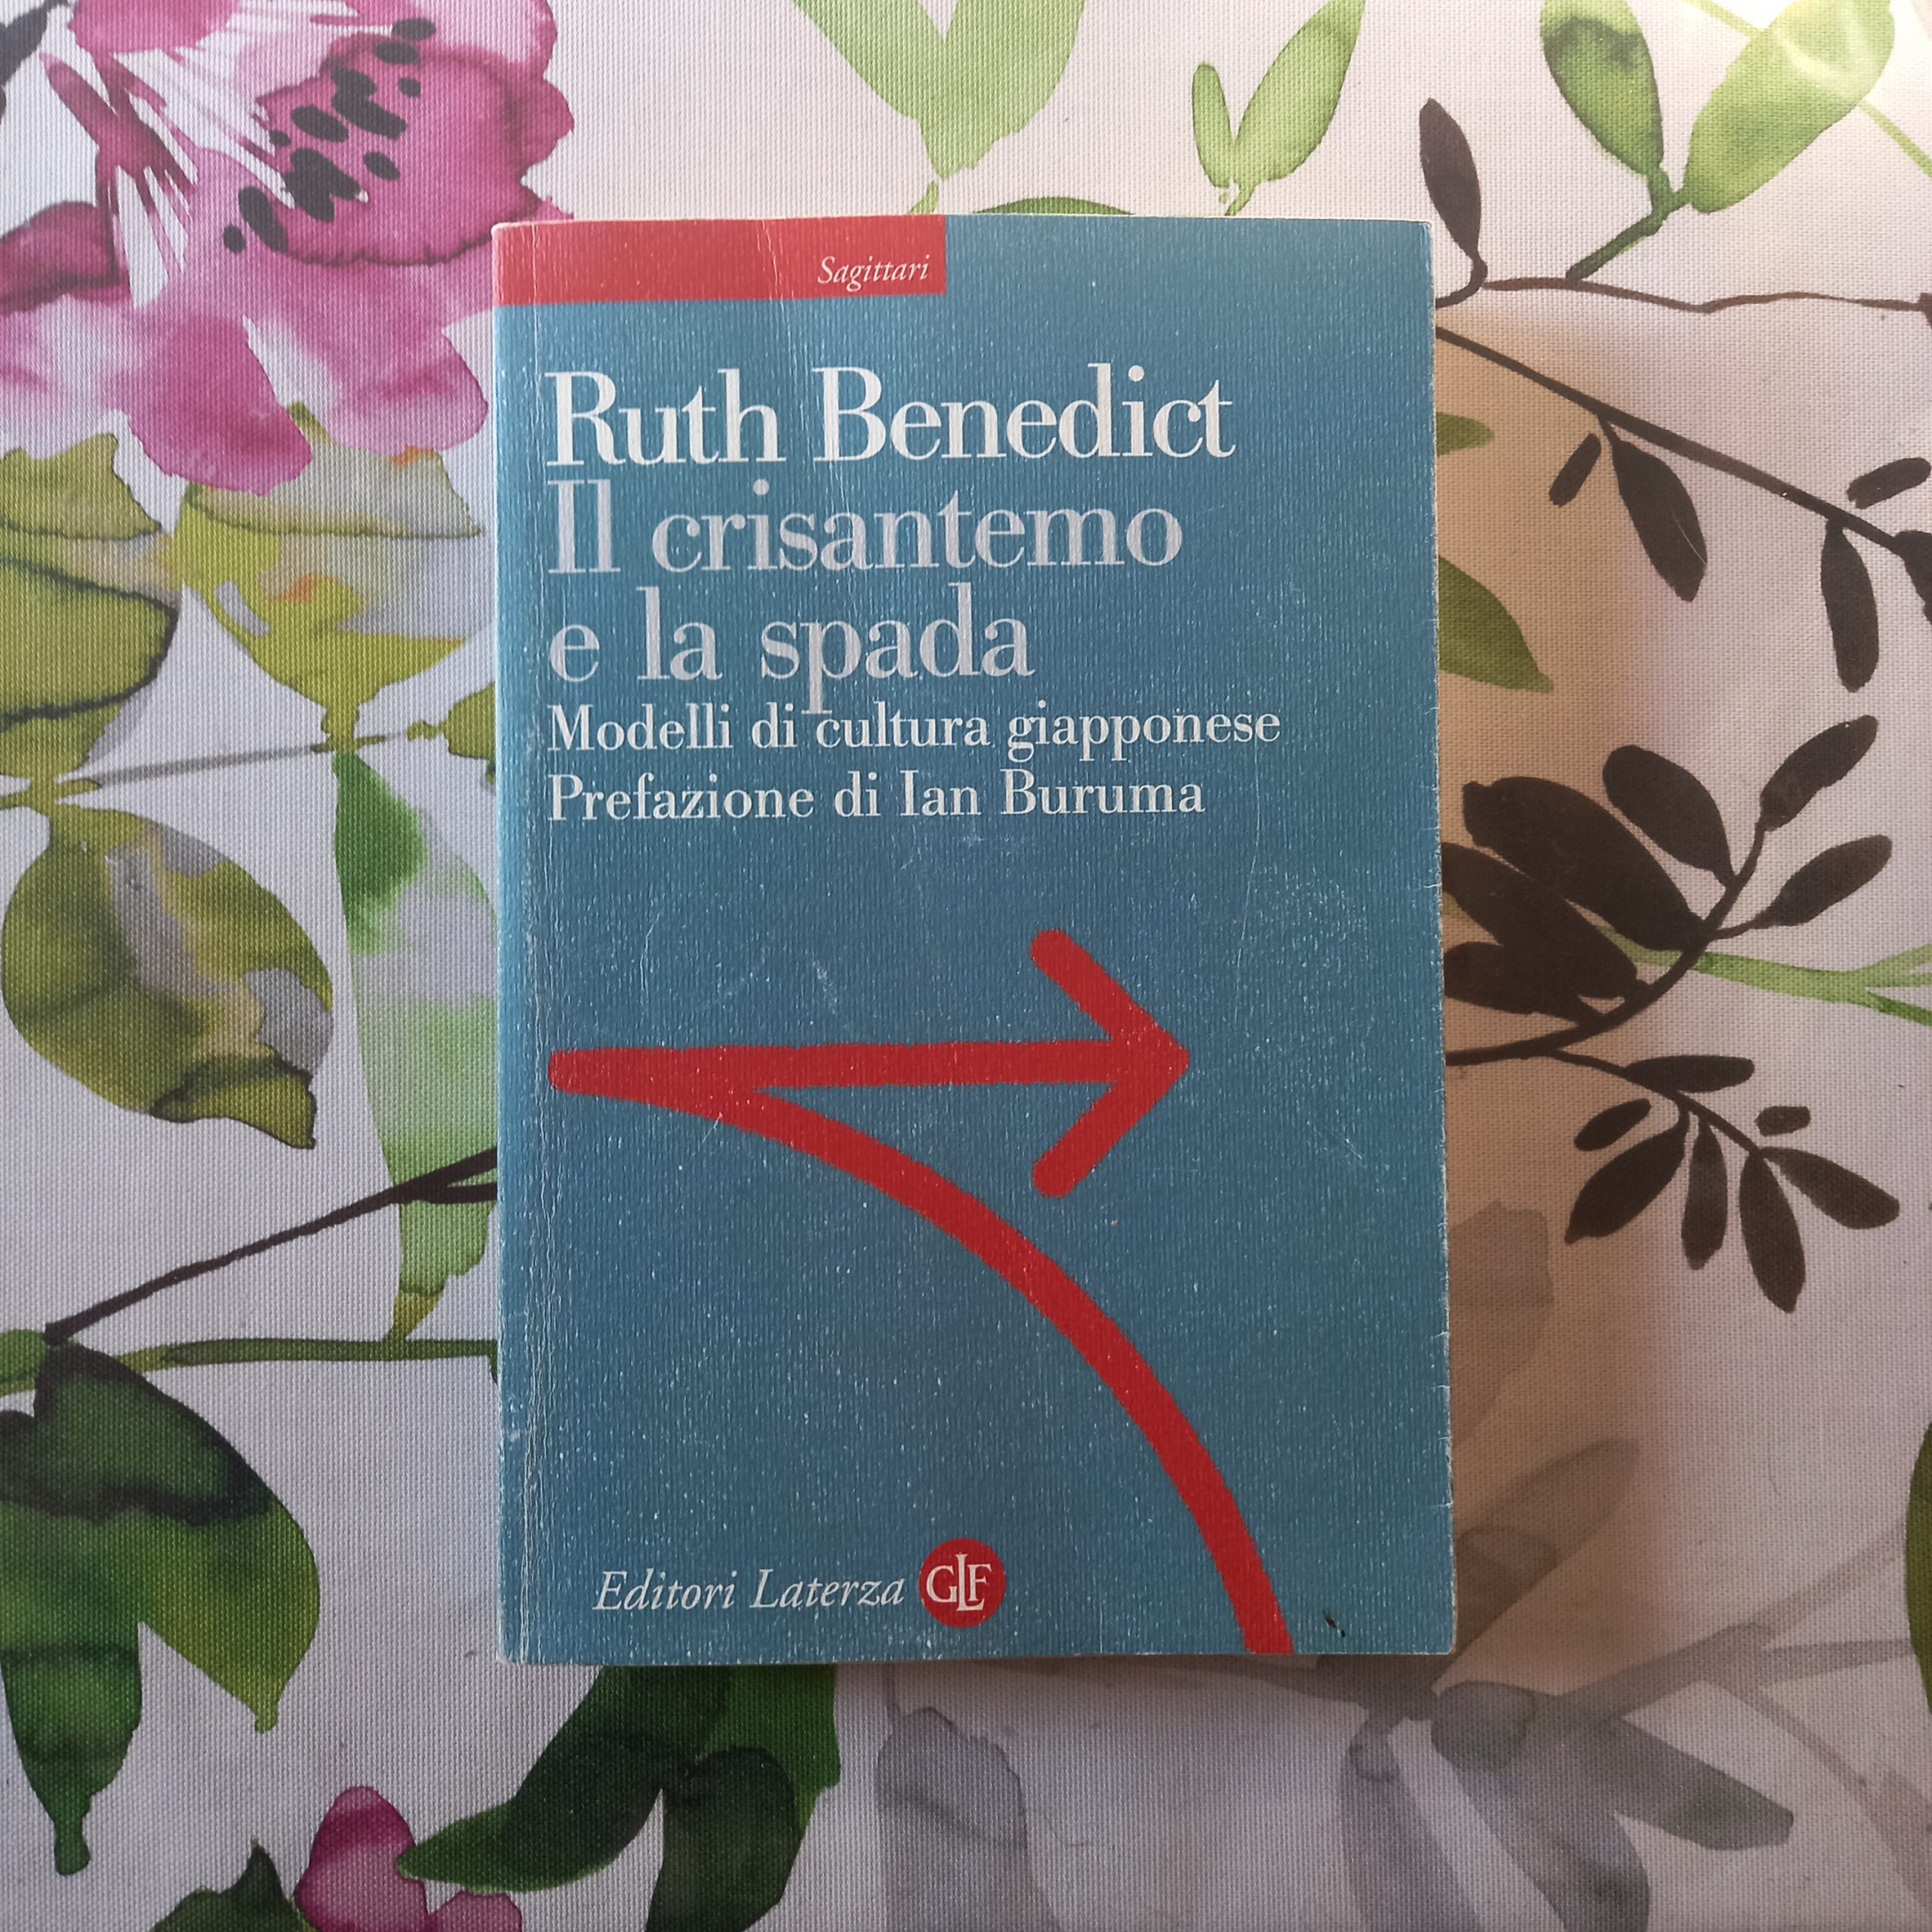 Sagittari
Ruth Benedict
Il crisantemo
e la spada
Modelli di cultura giapponese
Prefazione di Ian Buruma
Editori Laterza GLF